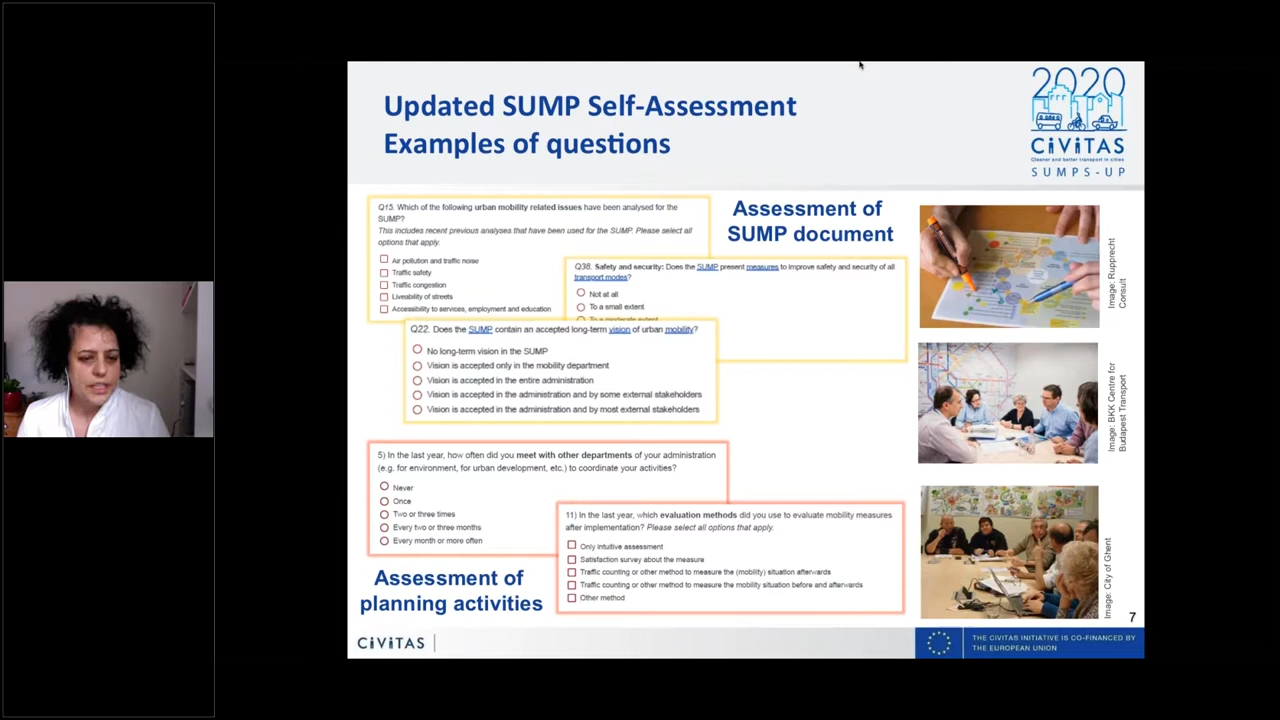 Updated SUMP Self-Assessment
Examples of questions
2020
CiViTAS
Cleaner and better transport in cities
SUMPS-UP
Q15. Which of the following urban mobility related issues have been analysed for the
SUMP?
This includes recent previous analyses that have been used for the SUMP. Please select all
options that apply.
Air pollution and traffic noise
Traffic safety
Traffic congestion
Liveability of streets
Accessibility to services, employment and education
Assessment of
SUMP document
Q36. Safety and security: Does the SUMP present measures to improve safety and security of all
transport modes?
Not at all
To a small extent
To a moderate extent
Q22. Does the SUMP contain an accepted long-term vision of urban mobility?
No long-term vision in the SUMP
Vision is accepted only in the mobility department
Vision is accepted in the entire administration
Vision is accepted in the administration and by some external stakeholders
Vision is accepted in the administration and by most external stakeholders
5) In the last year, how often did you meet with other departments of your administration
(e.g. for environment, for urban development, etc.) to coordinate your activities?
Never
Once
Two or three times
Every two or three months
Every month or more often
11) In the last year, which evaluation methods did you use to evaluate mobility measures
after implementation? Please select all options that apply.
Only intuitive assessment
Satisfaction survey about the measure
Traffic counting or other method to measure the (mobility) situation afterwards
Traffic counting or other method to measure the mobility situation before and afterwards
Other method
Assessment of
planning activities
Image: Rupprecht
Consult
Image: BKK Centre for
Budapest Transport
Image: City of Ghent
7
CiViTAS
THE CIVITAS INITIATIVE IS CO-FINANCED BY
THE EUROPEAN UNION